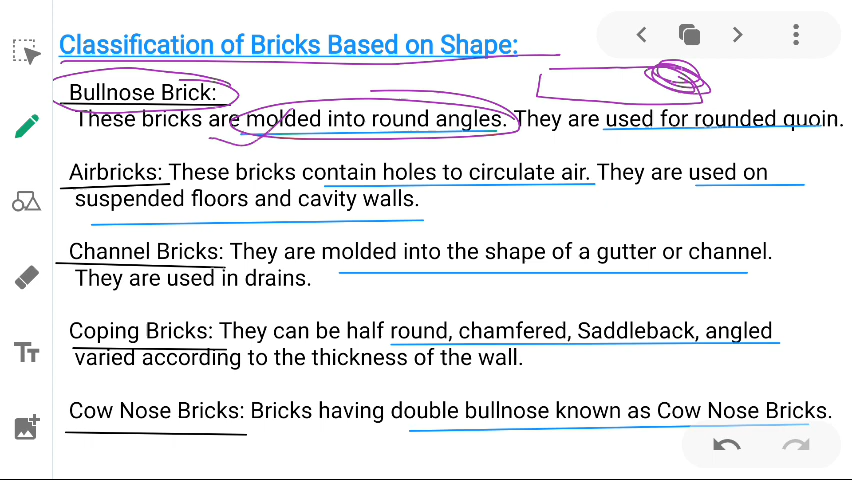 Classification of Bricks Based on Shape:
Bullnose Brick:
These bricks are molded into round angles. They are used for rounded quoin.
Airbricks: These bricks contain holes to circulate air. They are used on
suspended floors and cavity walls.
Channel Bricks: They are molded into the shape of a gutter or channel.
They are used in drains.
Coping Bricks: They can be half round, chamfered, Saddleback, angled
varied according to the thickness of the wall.
Cow Nose Bricks: Bricks having double bullnose known as Cow Nose Bricks.
Tт